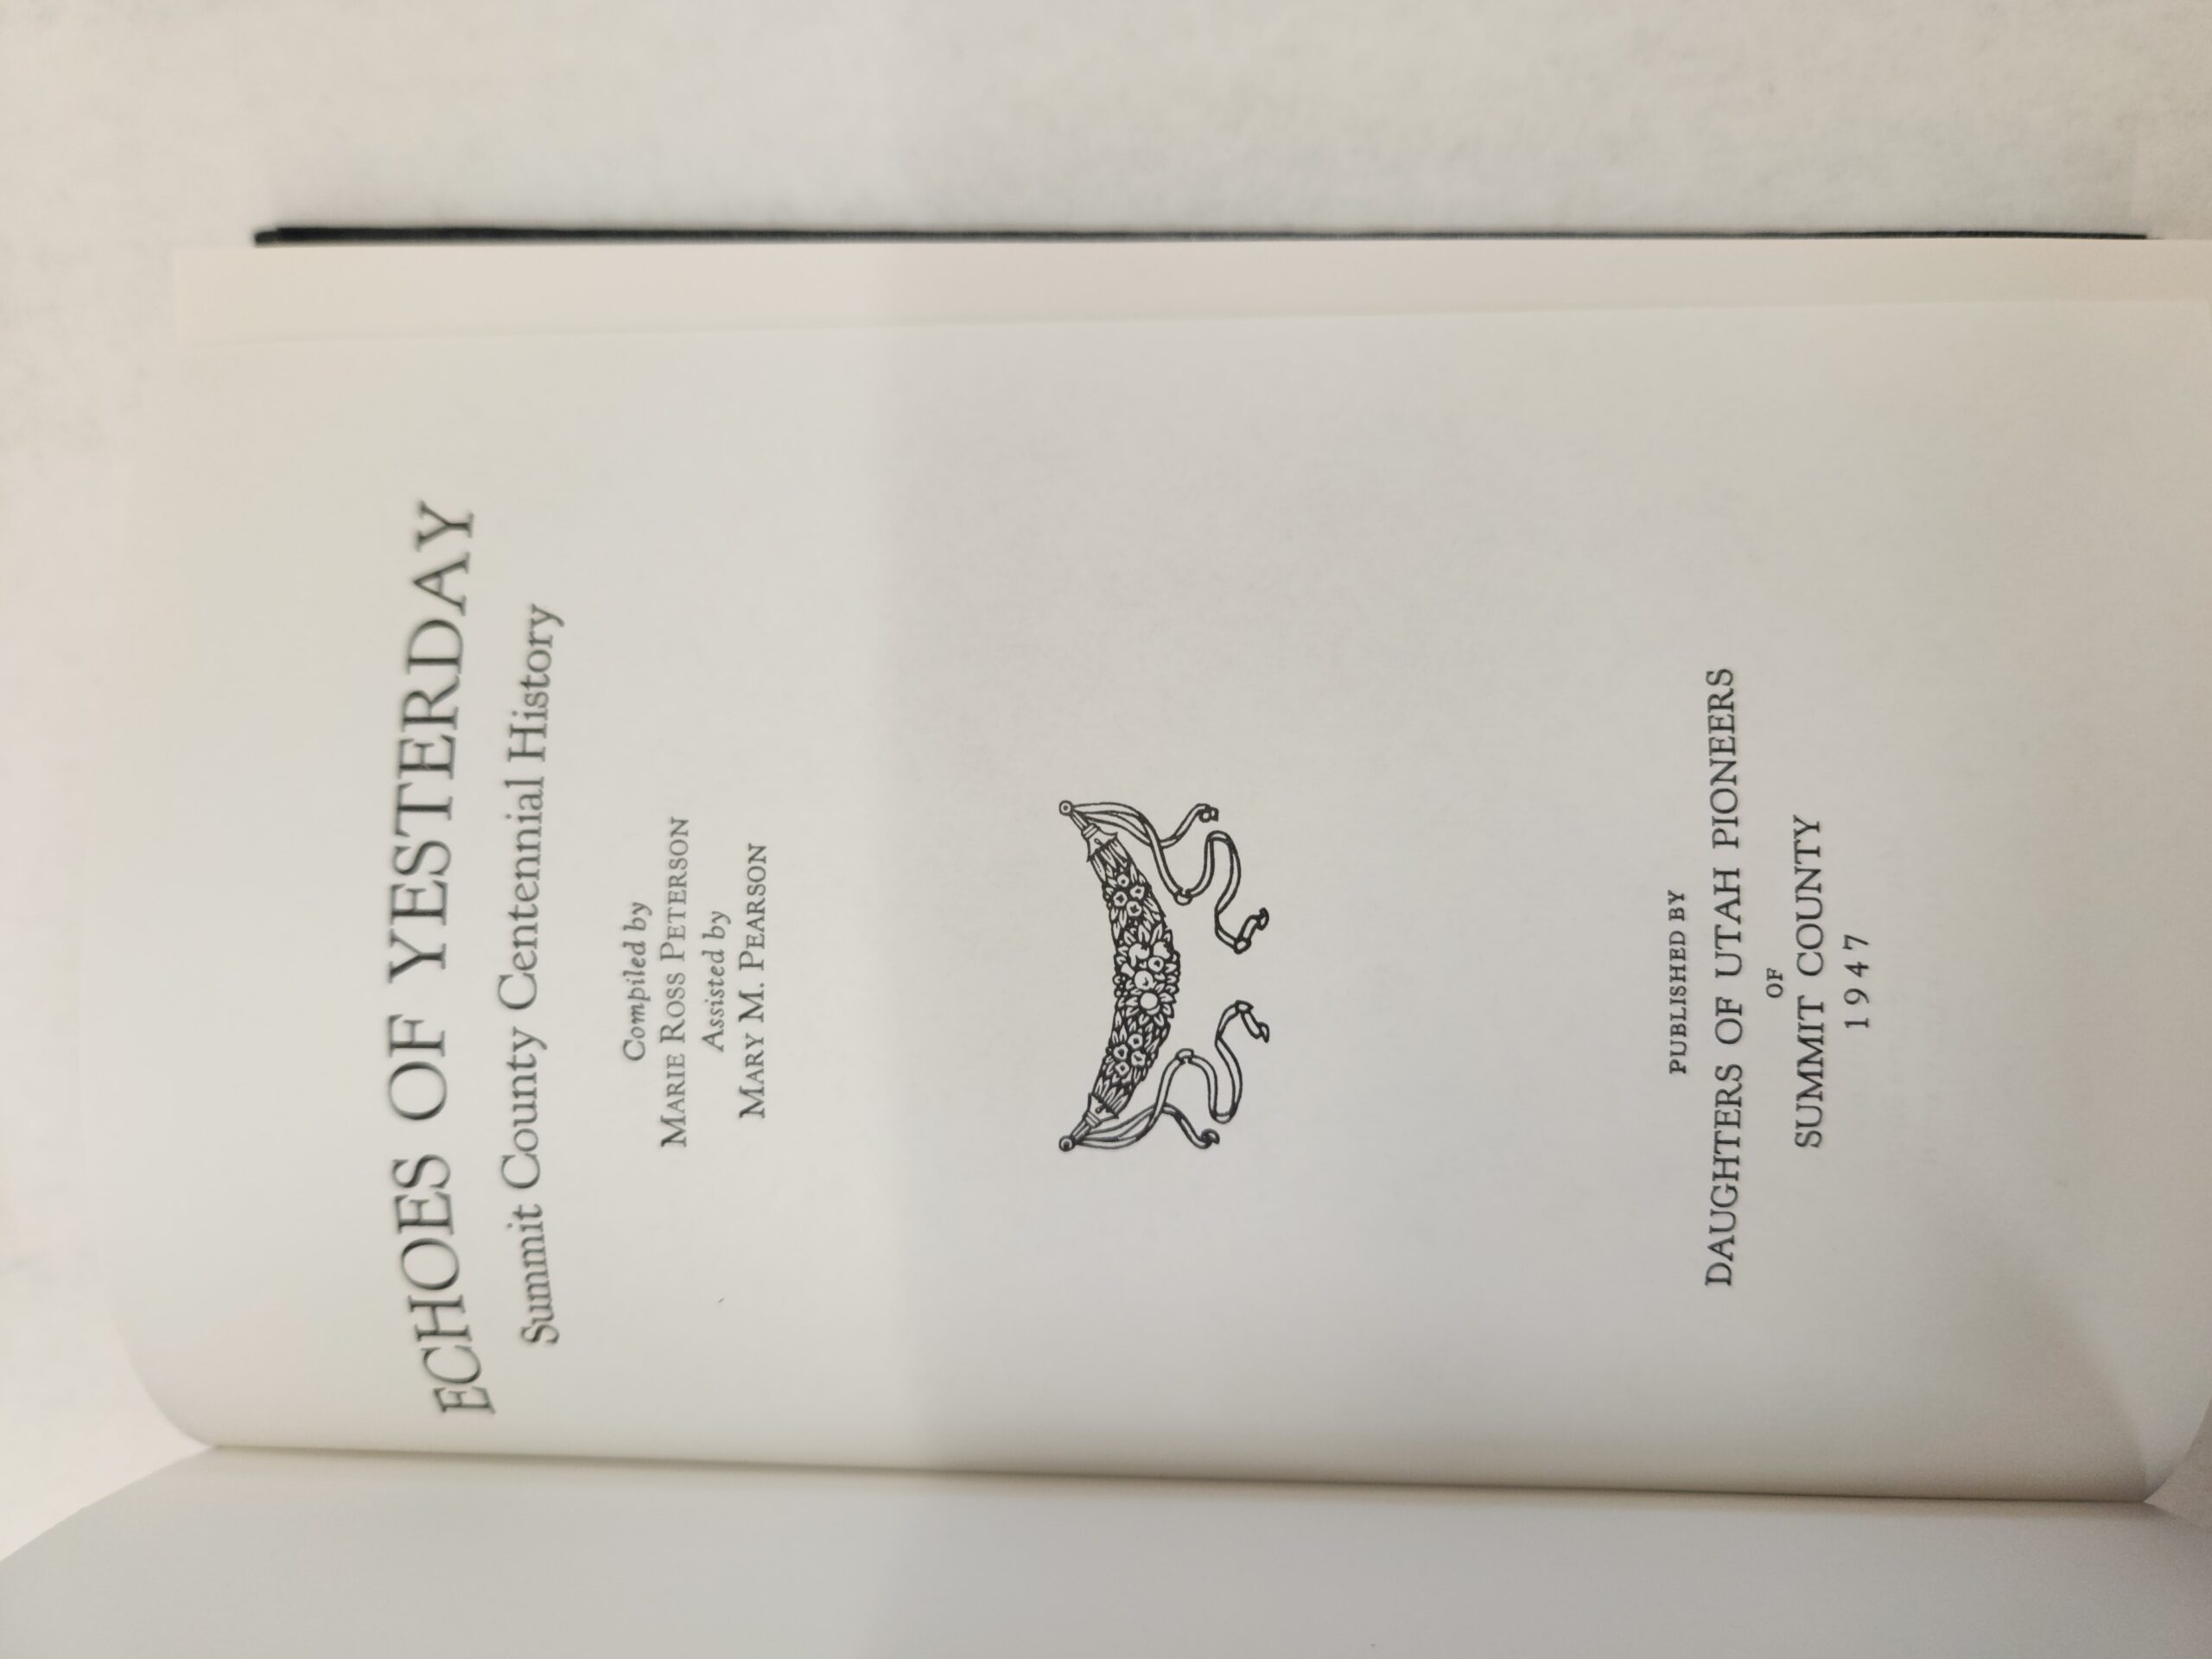 ECHOES OF YESTERDAY
Summit County Centennial History
Compiled by
MARIE ROSS PETERSON
Assisted by
MARY M. PEARSON
PUBLISHED BY
DAUGHTERS OF UTAH PIONEERS
OF
SUMMIT COUNTY
1947